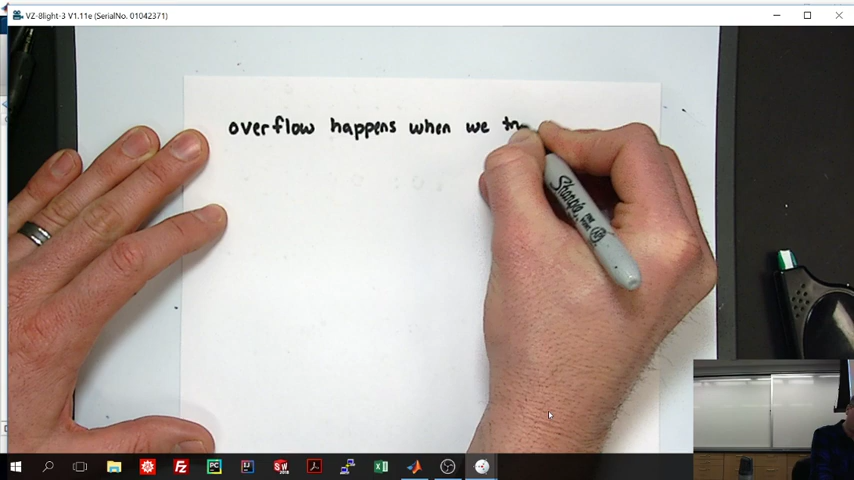 VZ-8light-3 V1.11e (SerialNo. 01042371)
overflow happens when we
Sharpie